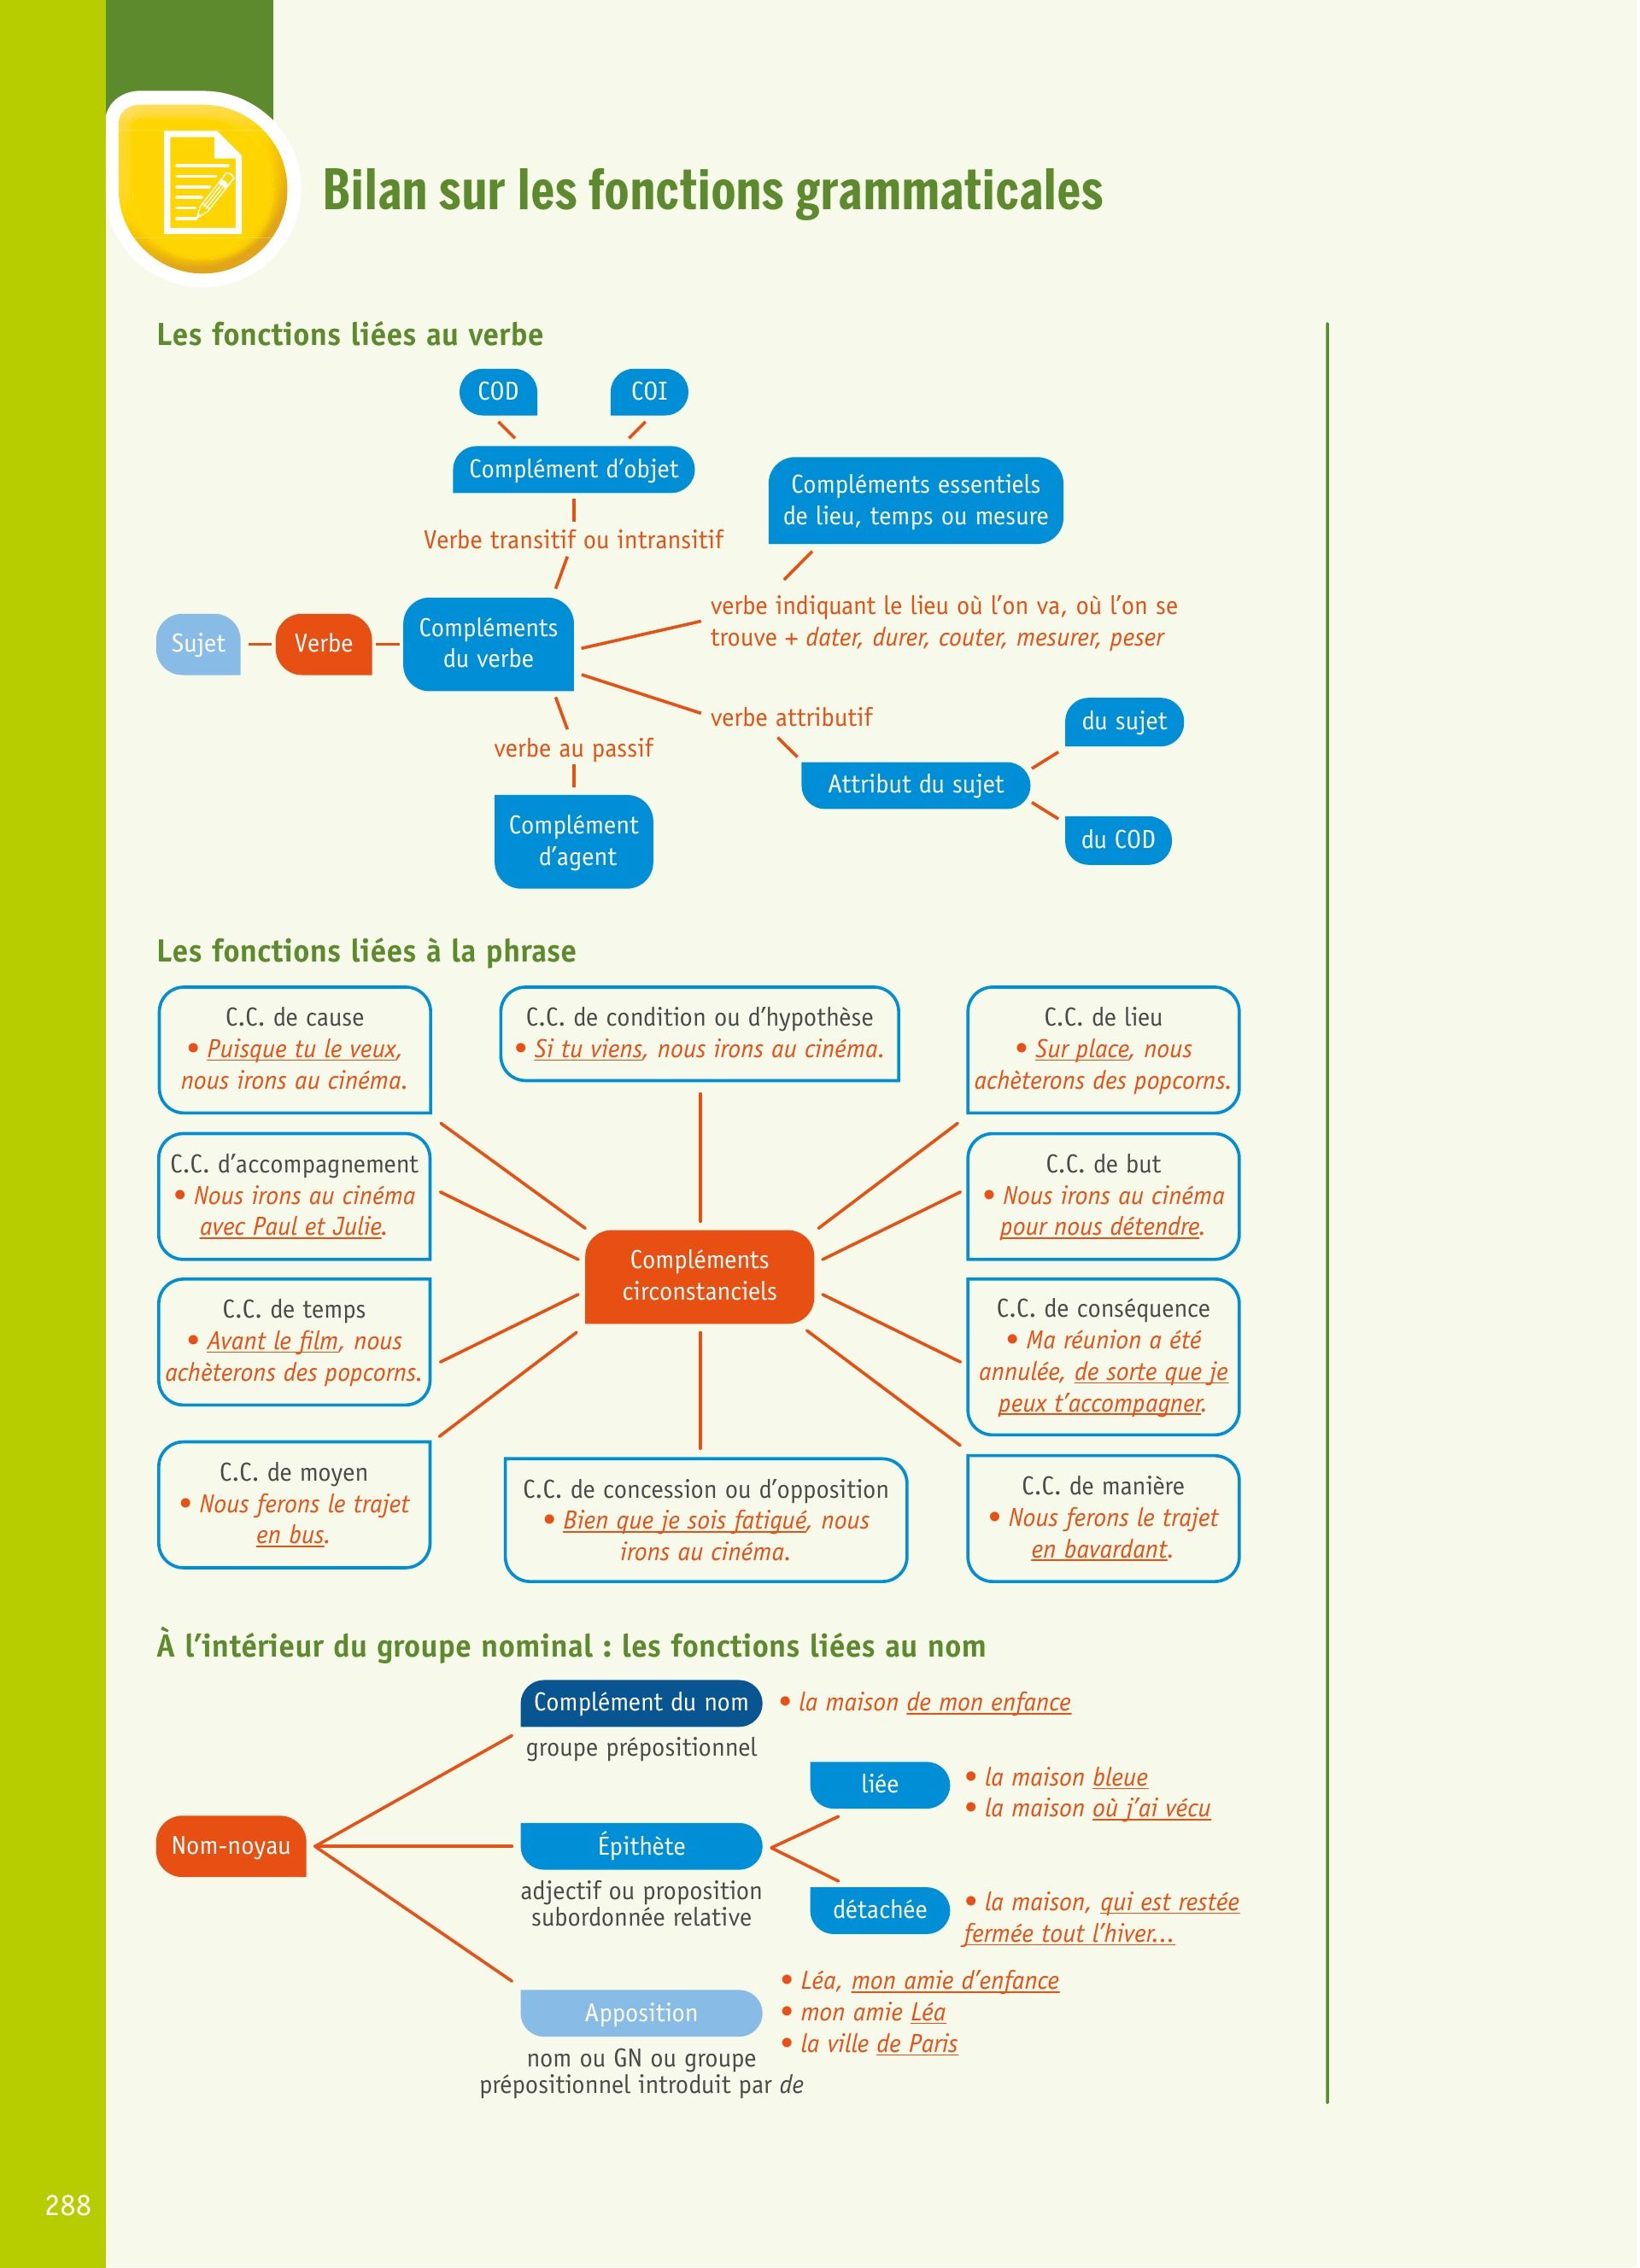 Bilan sur les fonctions grammaticales
Les fonctions liées au verbe
COD
COI
Complément d'objet
Compléments essentiels
de lieu, temps ou mesure
Verbe transitif ou intransitif
Sujet
Verbe
Compléments
du verbe
verbe indiquant le lieu où l'on va, où l'on se
trouve + dater, durer, couter, mesurer, peser
verbe attributif
du sujet
verbe au passif
Attribut du sujet
Complément
d'agent
du COD
Les fonctions liées à la phrase
C.C. de cause
• Puisque tu le veux,
nous irons au cinéma.
C.C. de condition ou d'hypothèse
• Si tu viens, nous irons au cinéma.
C.C. de lieu
• Sur place, nous
achèterons des popcorns.
C.C. d'accompagnement
• Nous irons au cinéma
avec Paul et Julie.
C.C. de but
• Nous irons au cinéma
pour nous détendre.
Compléments
circonstanciels
C.C. de temps
• Avant le film, nous
achèterons des popcorns.
C.C. de conséquence
• Ma réunion a été
annulée, de sorte que je
peux t'accompagner.
C.C. de moyen
• Nous ferons le trajet
en bus.
C.C. de concession ou d'opposition
• Bien que je sois fatigué, nous
irons au cinéma.
C.C. de manière
• Nous ferons le trajet
en bavardant.
À l'intérieur du groupe nominal : les fonctions liées au nom
Complément du nom
• la maison de mon enfance
groupe prépositionnel
liée
• la maison bleue
• la maison où j'ai vécu
Nom-noyau
Épithète
adjectif ou proposition
subordonnée relative
détachée
• la maison, qui est restée
fermée tout l'hiver...
Apposition
• Léa, mon amie d'enfance
• mon amie Léa
• la ville de Paris
nom ou GN ou groupe
prépositionnel introduit par de
288